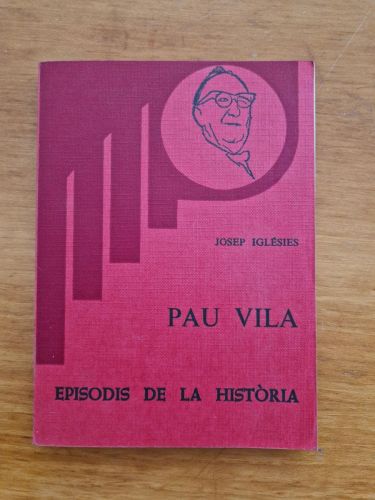 JOSEP IGLÉSIES
PAU VILA
EPISODIS DE LA HISTÒRIA